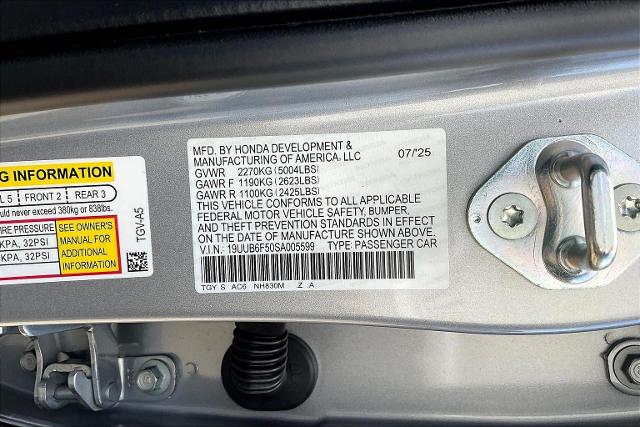 MFD. BY HONDA DEVELOPMENT &
MANUFACTURING OF AMERICA, LLC 07/'25
GVWR 2270KG (5004LBS)
GAWR F 1190KG (2623LBS)
GAWR R 1100KG (2425LBS)
THIS VEHICLE CONFORMS TO ALL APPLICABLE
FEDERAL MOTOR VEHICLE SAFETY, BUMPER,
AND THEFT PREVENTION STANDARDS IN
EFFECT ON THE DATE OF MANUFACTURE SHOWN ABOVE.
V.I.N. 19UUB6F50SA005599 TYPE: PASSENGER CAR
TGY S AC6 NH830M Z A
G INFORMATION
L 5 FRONT 2 REAR 3
uld never exceed 380kg or 838lbs.
RE PRESSURE
KPA, 32PSI
KPA, 32PSI
SEE OWNER'S
MANUAL FOR
ADDITIONAL
INFORMATION
TGV-A5